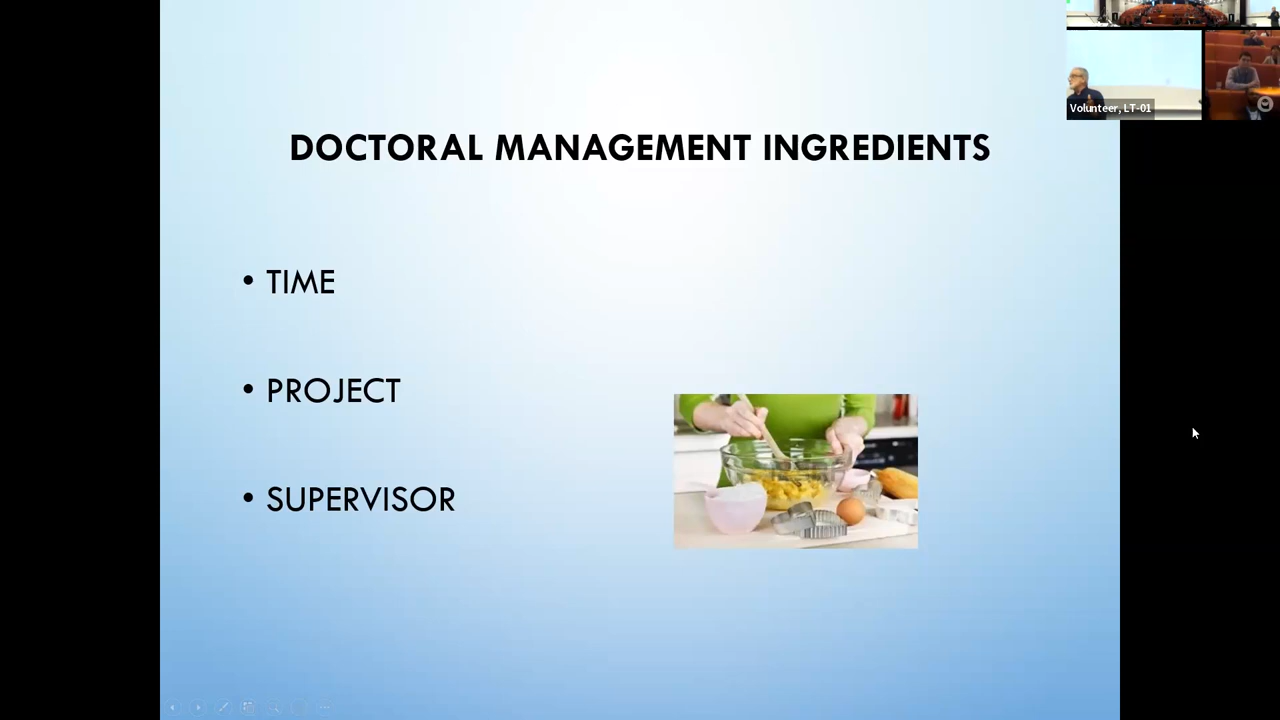 Volunteer, LT-01
DOCTORAL MANAGEMENT INGREDIENTS
• TIME
• PROJECT
• SUPERVISOR